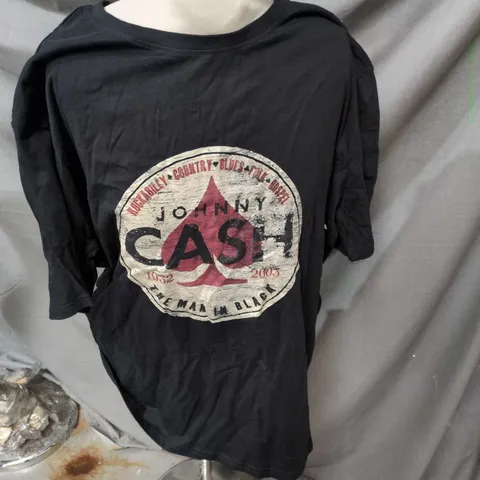 ROCKABILLY COUNTRY BLUES FOLK GOSPEL
JOHNNY
CASH
1932 2003
THE MAN IN BLACK